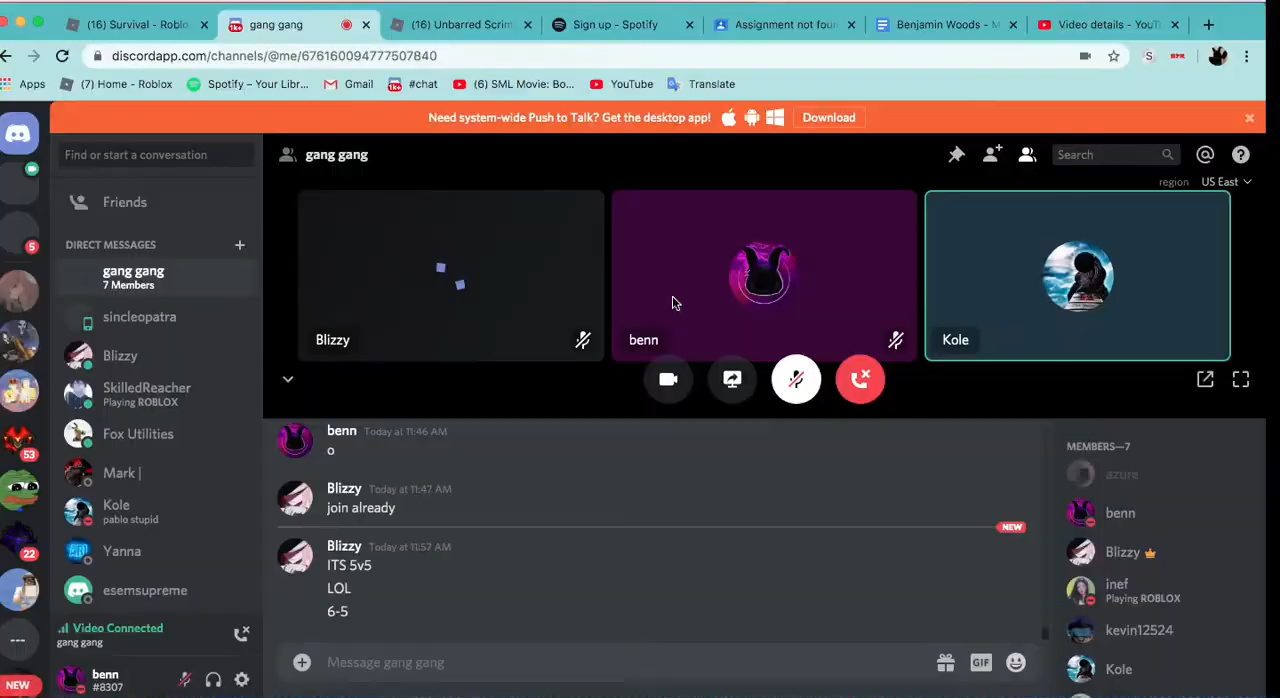 (16) Survival - Roblo
gang gang
(16) Unbarred Scrim
Sign up - Spotify
Assignment not foun
Benjamin Woods - M
Video details - YouT
discordapp.com/channels/@me/676160094777507840
Apps
(7) Home - Roblox
Spotify – Your Libr...
Gmail
#chat
(6) SML Movie: Bo...
YouTube
Translate
Need system-wide Push to Talk? Get the desktop app!
Download
Find or start a conversation
gang gang
Search
region
US East
Friends
DIRECT MESSAGES
gang gang
7 Members
5
sincleopatra
Blizzy
SkilledReacher
Playing ROBLOX
Fox Utilities
53
Mark |
Kole
pablo stupid
22
Yanna
esemsupreme
Video Connected
gang gang
benn
#8307
NEW
Blizzy
benn
Kole
benn Today at 11:46 AM
o
Blizzy Today at 11:47 AM
join already
NEW
Blizzy Today at 11:57 AM
ITS 5v5
LOL
6-5
Message gang gang
GIF
MEMBERS—7
azure
benn
Blizzy
inef
Playing ROBLOX
kevin12524
Kole